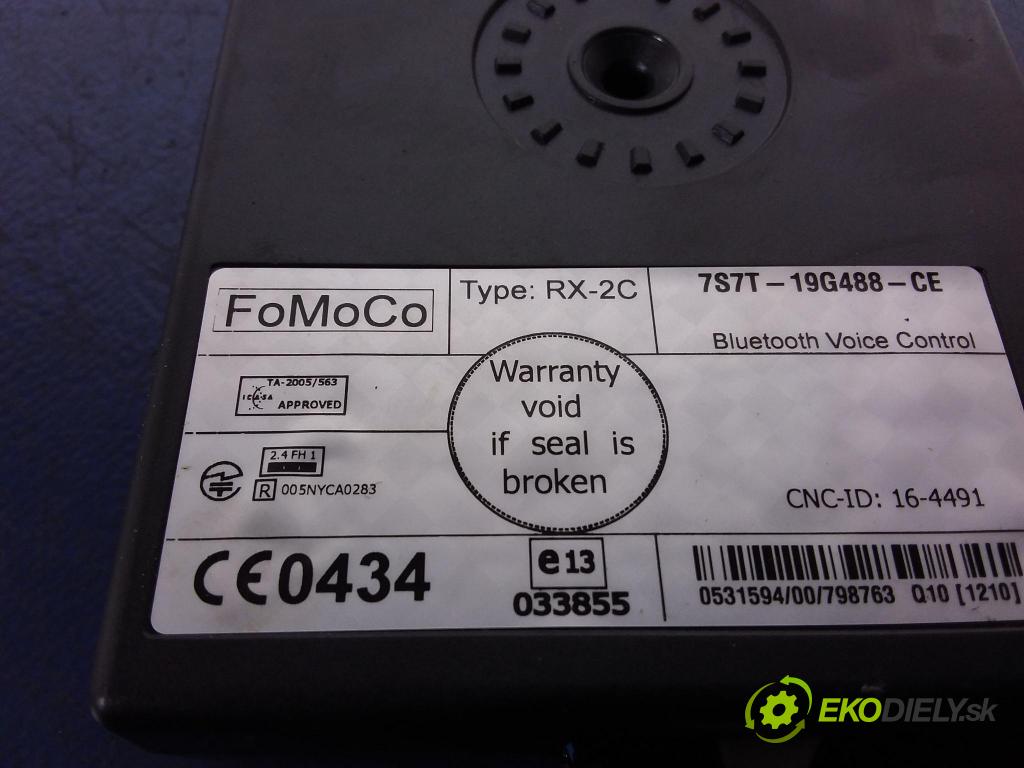 FoMoCo
Type: RX-2C
7S7T-19G488-CE
Bluetooth Voice Control
TA-2005/563
ICASA
APPROVED
Warranty
void
if seal is
broken
2.4 FH 1
R 005NYCA0283
CNC-ID: 16-4491
CE0434
e13
033855
0531594/00/798763 Q10 [1210]
EKODIELY.sk